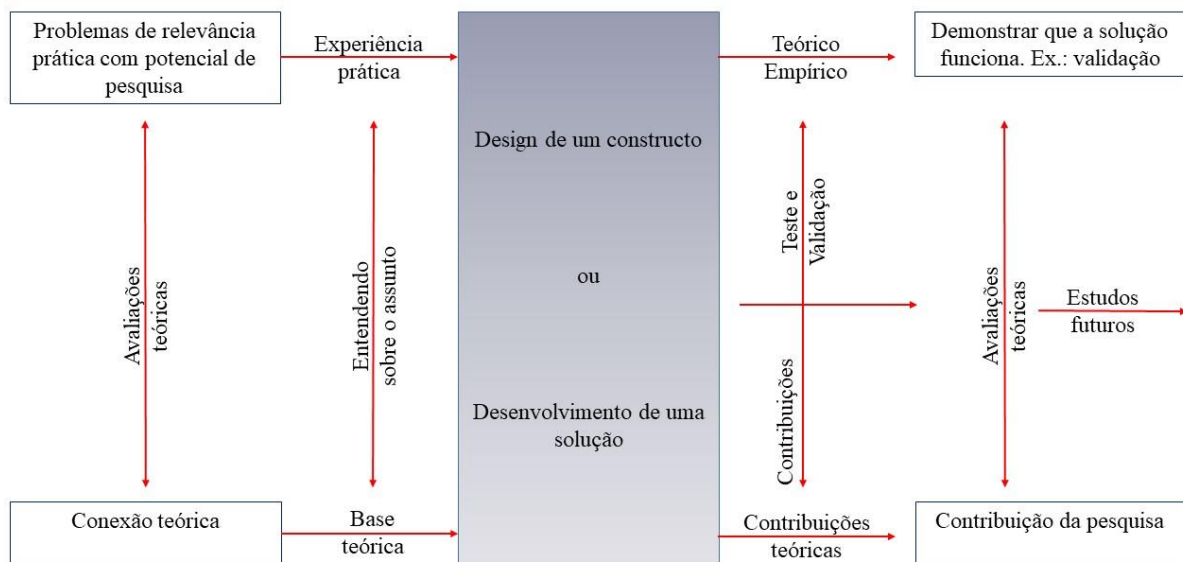 Problemas de relevância
prática com potencial de
pesquisa
Experiência
prática
Teórico
Empírico
Demonstrar que a solução
funciona. Ex.: validação
Design de um constructo
ou
Desenvolvimento de uma
solução
Avaliações
teóricas
Entendendo
sobre o assunto
Teste e
Validação
Contribuições
Avaliações
teóricas
Estudos
futuros
Conexão teórica
Base
teórica
Contribuições
teóricas
Contribuição da pesquisa